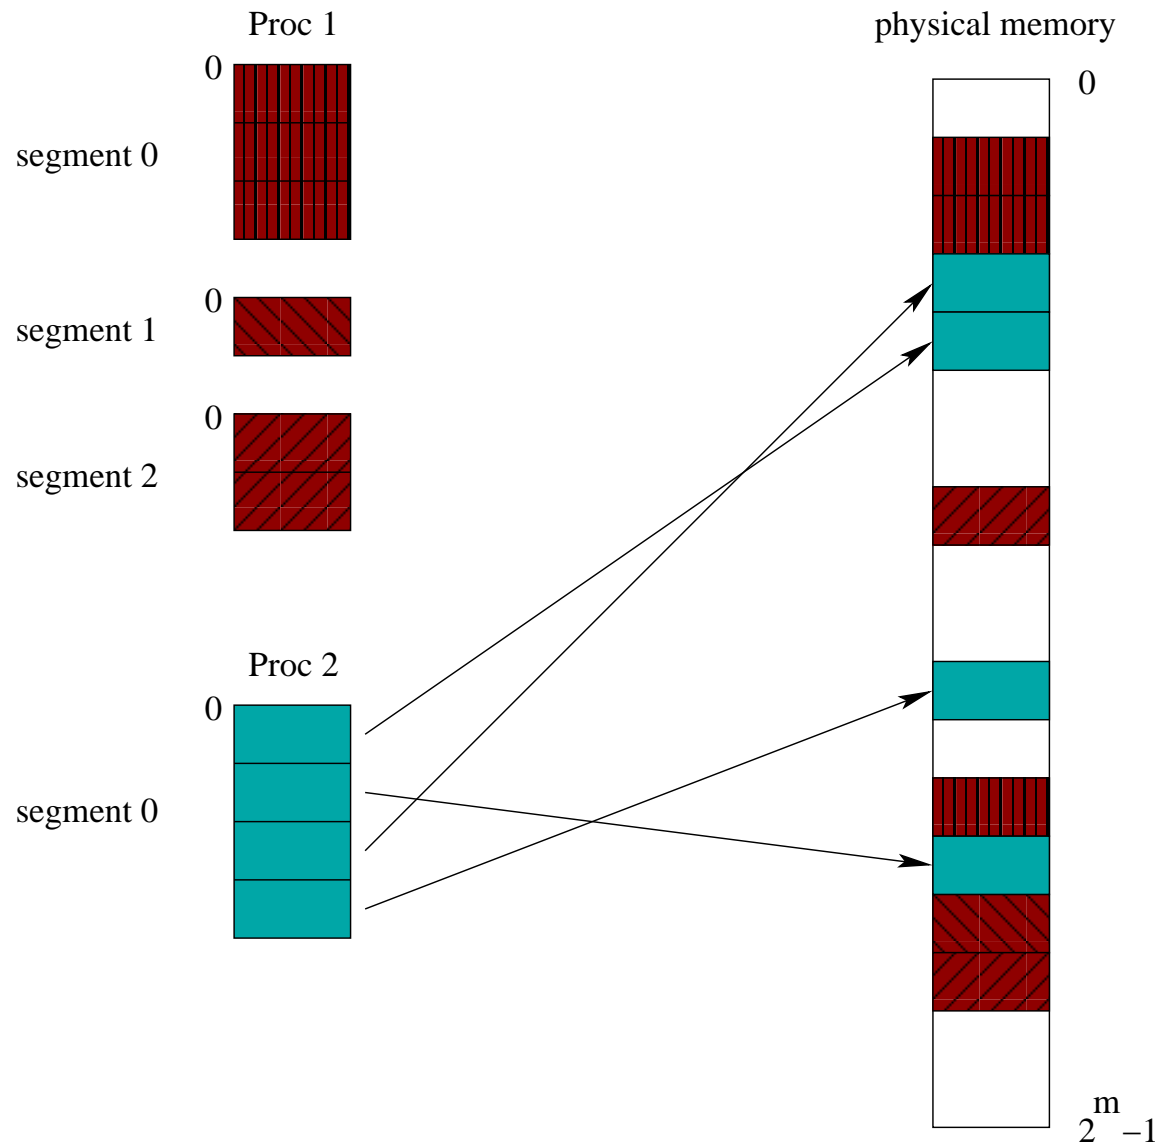 Proc 1
physical memory
0
0
segment 0
0
segment 1
0
segment 2
Proc 2
0
segment 0
m
2 −1